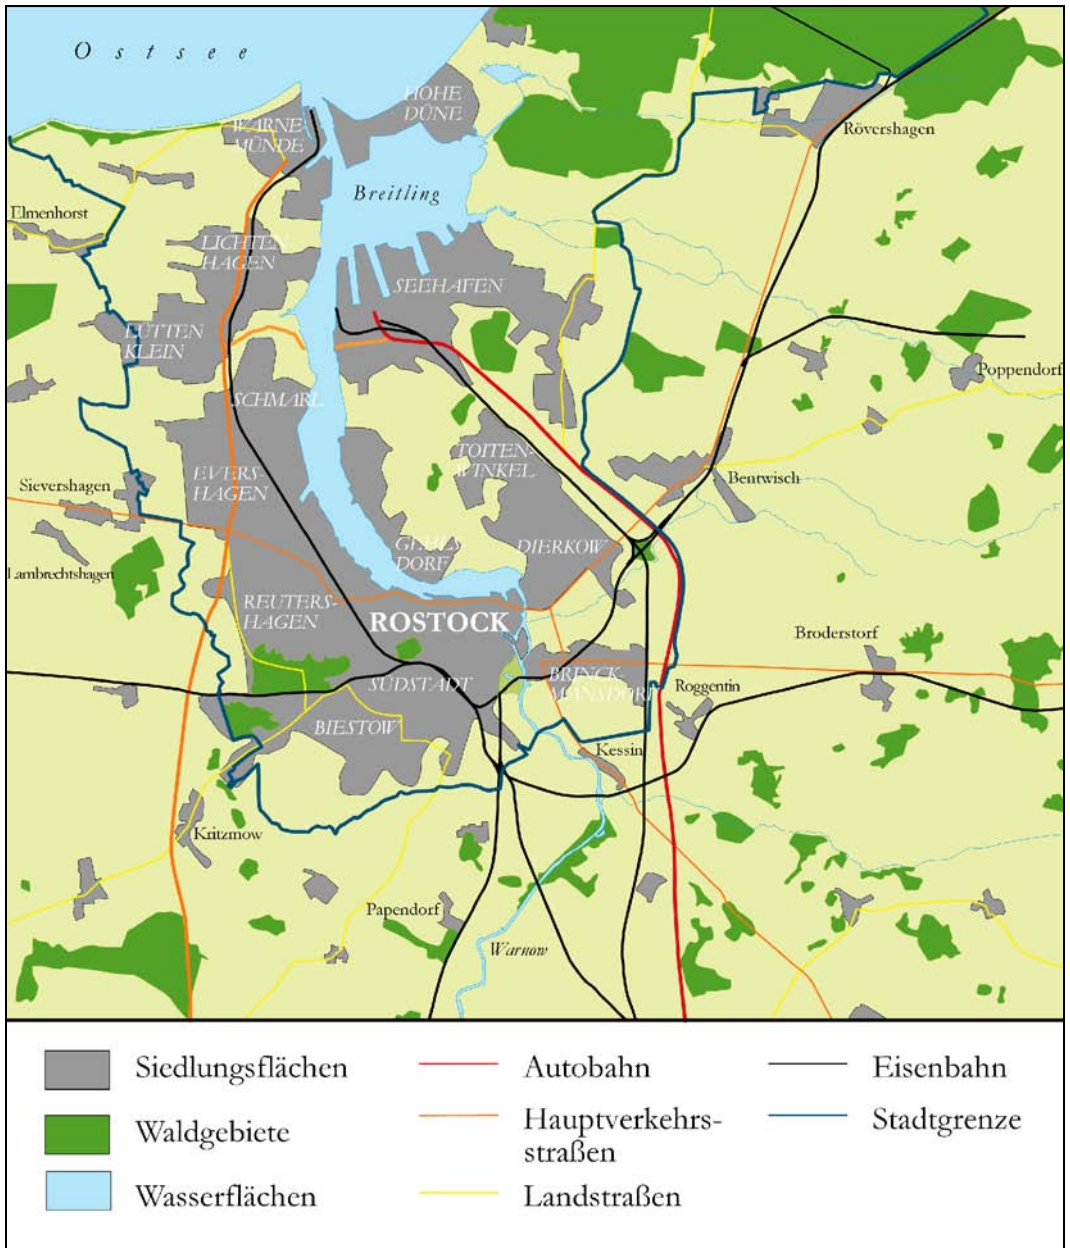 Ostsee
HOHE
DÜNE
WARNE
MÜNDE
Rövershagen
Breitling
Elmenhorst
LICHTEN
HAGEN
SEEHAFEN
LÜTTEN
KLEIN
Poppendorf
SCHMARL
TOITEN-
WINKEL
EVERS-
HAGEN
Sievershagen
Bentwisch
GEHLS-
DORF
DIERKOW
Lambrechtshagen
REUTERS-
HAGEN
ROSTOCK
Broderstorf
SÜDSTADT
BRINCK-
MANSDORF
Roggentin
BIESTOW
Kessin
Kritzmow
Papendorf
Warnow
Siedlungsflächen
Autobahn
Eisenbahn
Waldgebiete
Hauptverkehrs-
straßen
Stadtgrenze
Wasserflächen
Landstraßen